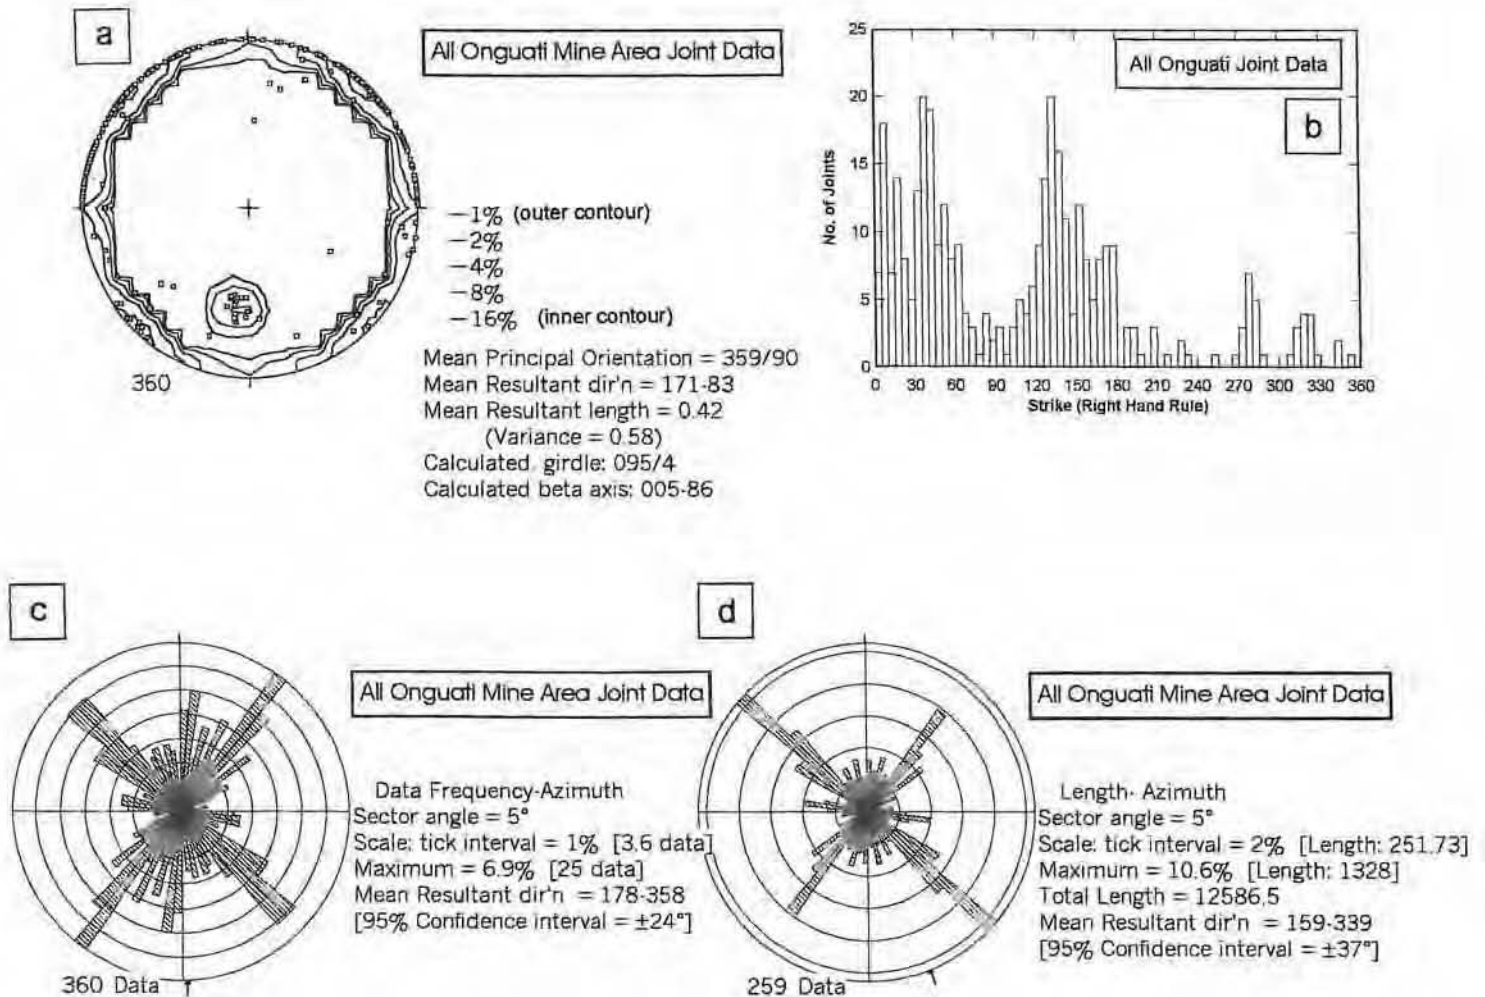 a
All Onguati Mine Area Joint Data
−1% (outer contour)
−2%
−4%
−8%
−16% (inner contour)
360
Mean Principal Orientation = 359/90
Mean Resultant dir'n = 171-83
Mean Resultant length = 0.42
(Variance = 0.58)
Calculated girdle: 095/4
Calculated beta axis: 005-86
25
20
15
10
5
0
No. of Joints
All Onguati Joint Data
b
0 30 60 90 120 150 180 210 240 270 300 330 360
Strike (Right Hand Rule)
c
All Onguati Mine Area Joint Data
Data Frequency-Azimuth
Sector angle = 5°
Scale: tick interval = 1% [3.6 data]
Maximum = 6.9% [25 data]
Mean Resultant dir'n = 178-358
[95% Confidence interval = ±24°]
360 Data
d
All Onguati Mine Area Joint Data
Length- Azimuth
Sector angle = 5°
Scale: tick interval = 2% [Length: 251.73]
Maximum = 10.6% [Length: 1328]
Total Length = 12586.5
Mean Resultant dir'n = 159-339
[95% Confidence interval = ±37°]
259 Data